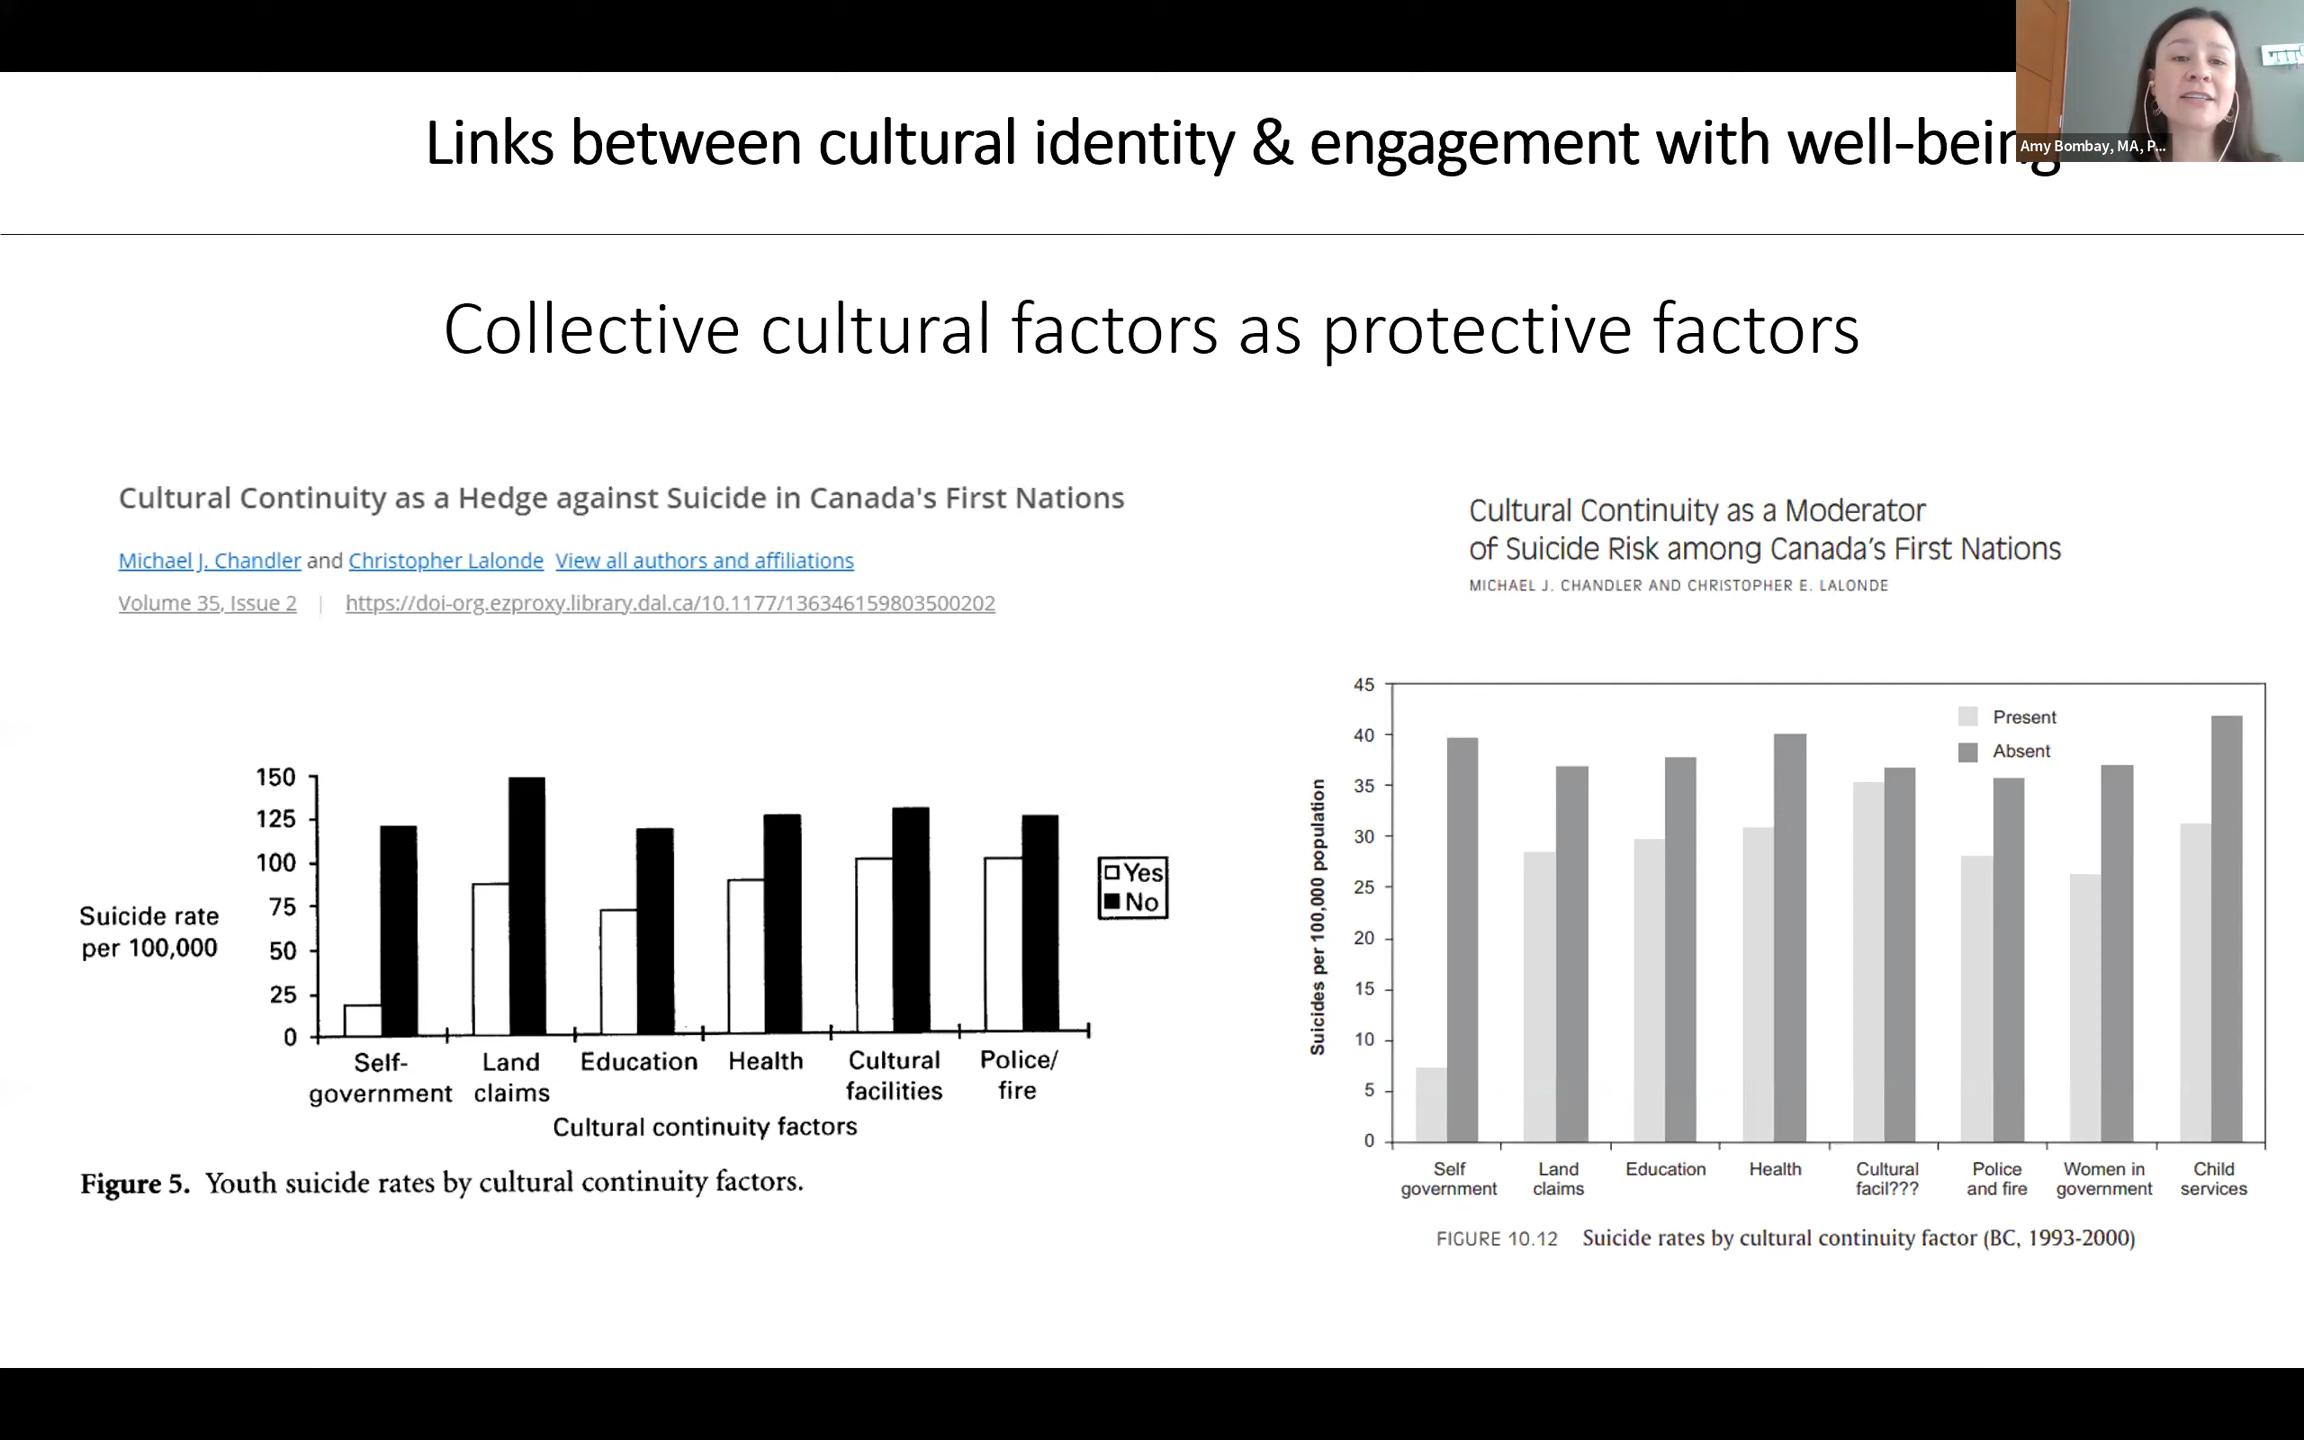 Links between cultural identity & engagement with well-being
Amy Bombay, MA, P...
Collective cultural factors as protective factors
Cultural Continuity as a Hedge against Suicide in Canada's First Nations
Michael J. Chandler and Christopher Lalonde View all authors and affiliations
Volume 35, Issue 2 | https://doi-org.ezproxy.library.dal.ca/10.1177/136346159803500202
150
125
100
75
50
25
0
Suicide rate
per 100,000
Yes
No
Self-
government
Land
claims
Education
Health
Cultural
facilities
Police/
fire
Cultural continuity factors
Figure 5. Youth suicide rates by cultural continuity factors.
Cultural Continuity as a Moderator
of Suicide Risk among Canada's First Nations
MICHAEL J. CHANDLER AND CHRISTOPHER E. LALONDE
45
40
35
30
25
20
15
10
5
0
Suicides per 100,000 population
Present
Absent
Self
government
Land
claims
Education
Health
Cultural
facil???
Police
and fire
Women in
government
Child
services
FIGURE 10.12 Suicide rates by cultural continuity factor (BC, 1993-2000)